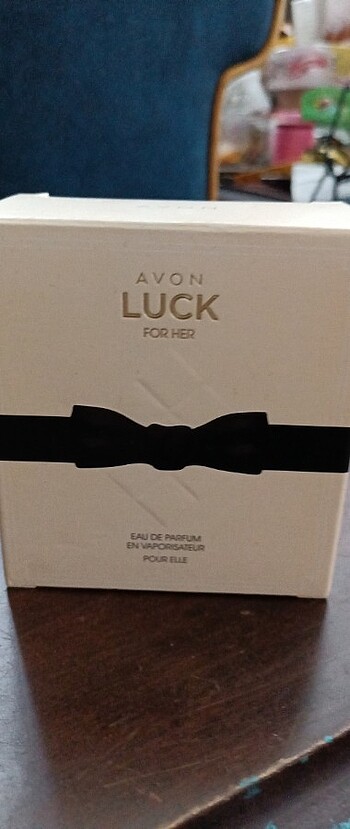 AVON
LUCK
FOR HER
EAU DE PARFUM
EN VAPORISATEUR
POUR ELLE